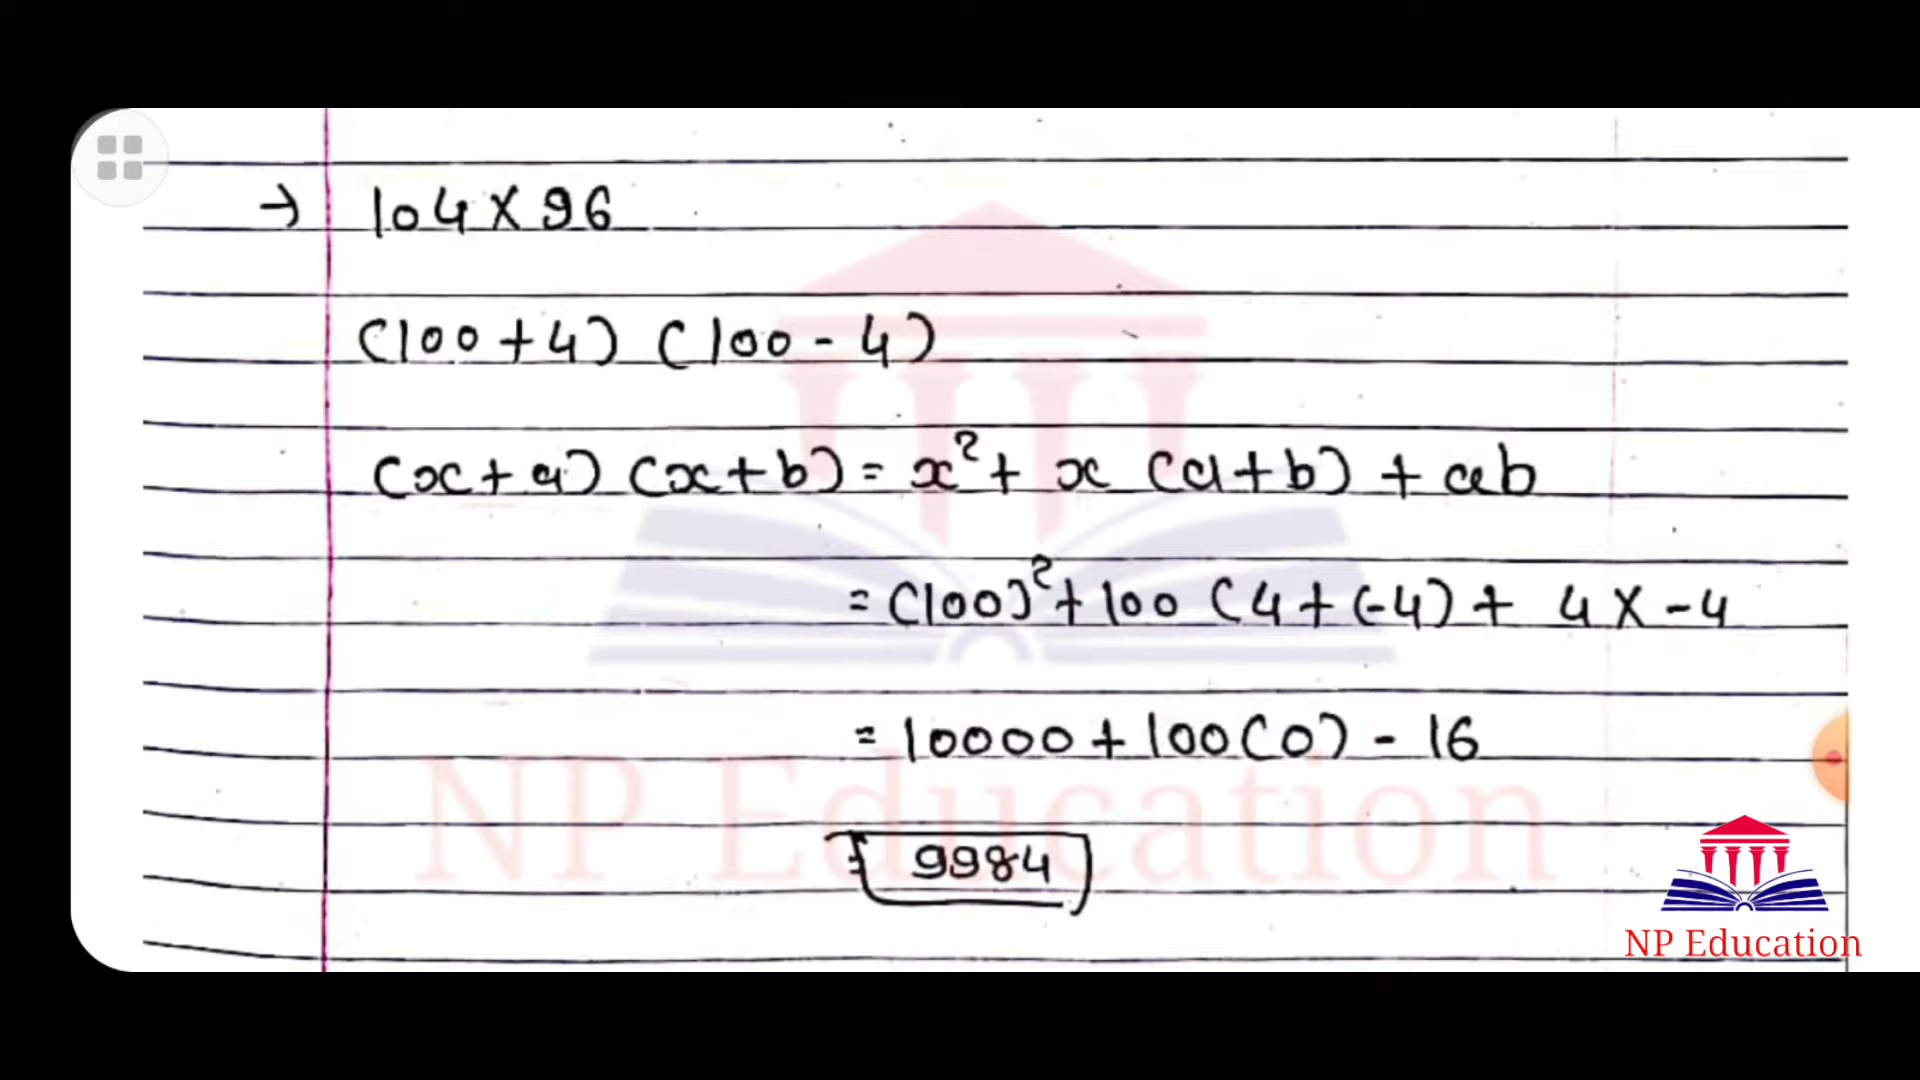 → 104 X 96
(100 + 4) (100 - 4)
(x + a) (x + b) = x² + x (a + b) + ab
= (100)² + 100 (4 + (-4) + 4 X - 4
= 10000 + 100 (0) - 16
= 9984
NP Education
NP Education